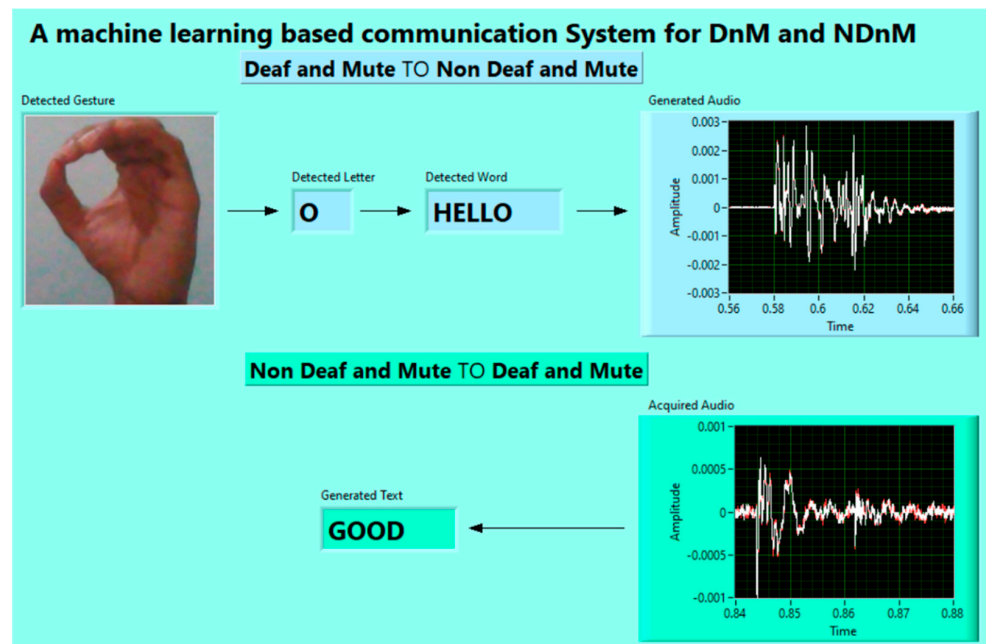 A machine learning based communication System for DnM and NDnM
Deaf and Mute TO Non Deaf and Mute
Detected Gesture
Detected Letter
O
Detected Word
HELLO
Generated Audio
Amplitude
0.003
0.002
0.001
0
-0.001
-0.002
-0.003
0.56 0.58 0.6 0.62 0.64 0.66
Time
Non Deaf and Mute TO Deaf and Mute
Generated Text
GOOD
Acquired Audio
Amplitude
0.001
0.0005
0
-0.0005
-0.001
0.84 0.85 0.86 0.87 0.88
Time